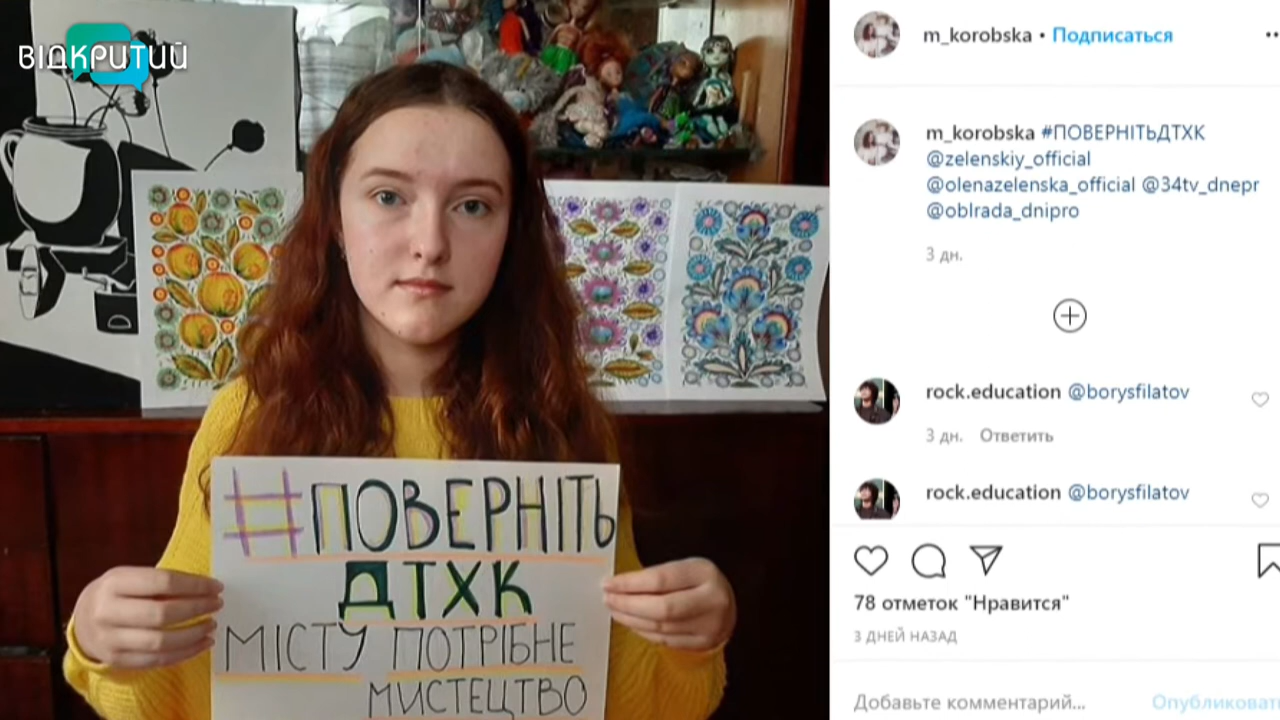 ВІДКРИТИЙ
#ПОВЕРНІТЬ
ДТХК
МІСТУ ПОТРІБНЕ
МИСТЕЦТВО
m_korobska • Подписаться
m_korobska #ПОВЕРНІТЬДТХК
@zelenskiy_official
@olenazelenska_official @34tv_dnepr
@oblrada_dnipro
3 дн.
rock.education @borysfilatov
3 дн. Ответить
rock.education @borysfilatov
78 отметок "Нравится"
3 ДНЕЙ НАЗАД
Добавьте комментарий... Опубликоват